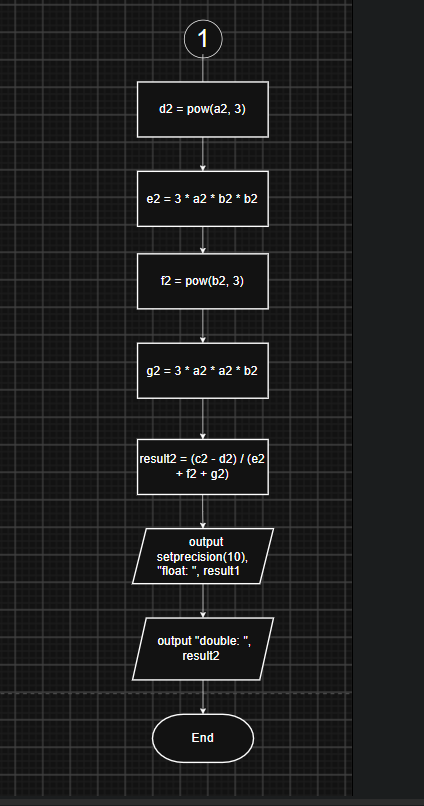 1
d2 = pow(a2, 3)
e2 = 3 * a2 * b2 * b2
f2 = pow(b2, 3)
g2 = 3 * a2 * a2 * b2
result2 = (c2 - d2) / (e2
+ f2 + g2)
output
setprecision(10),
"float: ", result1
output "double: ",
result2
End